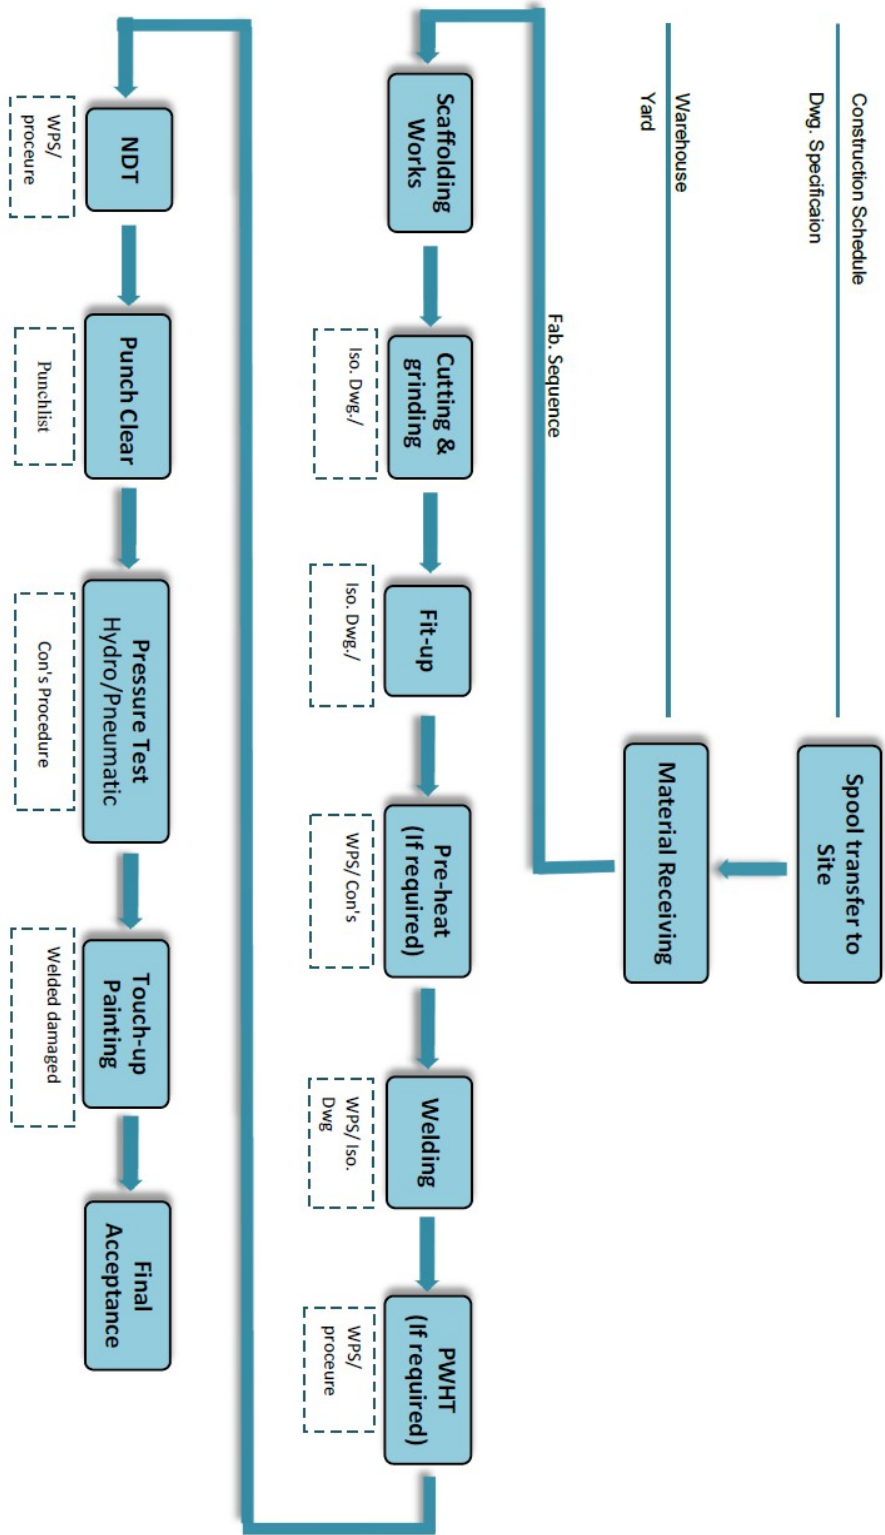 Construction Schedule
Dwg. Specificaion
Spool transfer to
Site
Warehouse
Yard
Material Receiving
Fab. Sequence
Scaffolding
Works
Cutting &
grinding
Iso. Dwg./
Fit-up
Iso. Dwg./
Pre-heat
(If required)
WPS/ Con's
Welding
WPS/ Iso.
Dwg
PWHT
(If required)
WPS/
proceure
NDT
WPS/
proceure
Punch Clear
Punchlist
Pressure Test
Hydro/Pneumatic
Con's Procedure
Touch-up
Painting
Welded damaged
Final
Acceptance